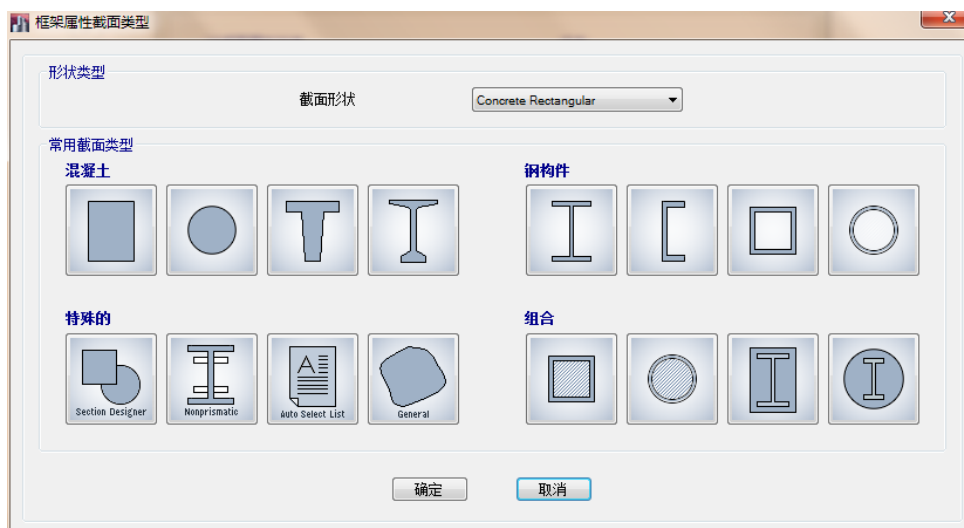 框架属性截面类型
形状类型
截面形状
Concrete Rectangular
常用截面类型
混凝土
钢构件
特殊的
组合
Section Designer
Nonprismatic
A
Auto Select List
General
确定
取消